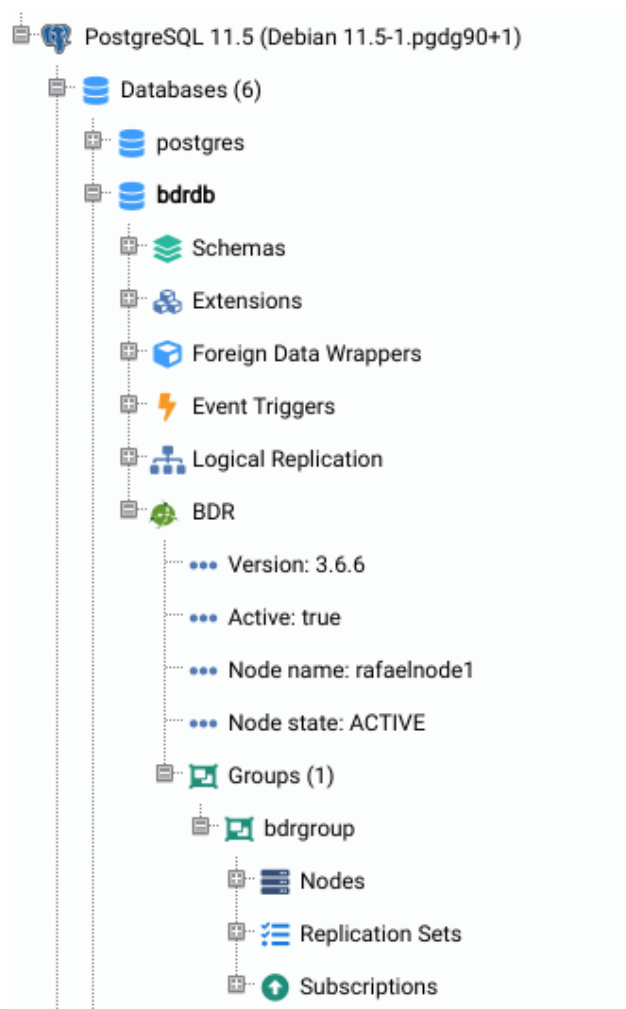 PostgreSQL 11.5 (Debian 11.5-1.pgdg90+1)
Databases (6)
postgres
bdrdb
Schemas
Extensions
Foreign Data Wrappers
Event Triggers
Logical Replication
BDR
Version: 3.6.6
Active: true
Node name: rafaelnode1
Node state: ACTIVE
Groups (1)
bdrgroup
Nodes
Replication Sets
Subscriptions